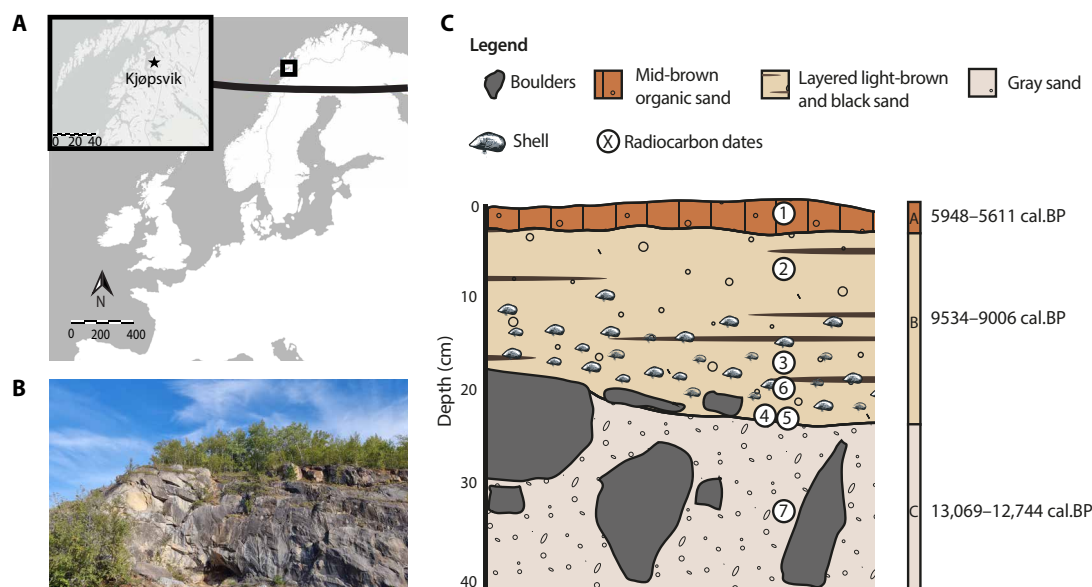 A
Kjøpsvik
0 20 40
N
0 200 400
B
C
Legend
Boulders
Mid-brown
organic sand
Layered light-brown
and black sand
Gray sand
Shell
X Radiocarbon dates
Depth (cm)
0
10
20
30
40
1
2
3
6
4 5
7
A 5948–5611 cal.BP
B 9534–9006 cal.BP
C 13,069–12,744 cal.BP